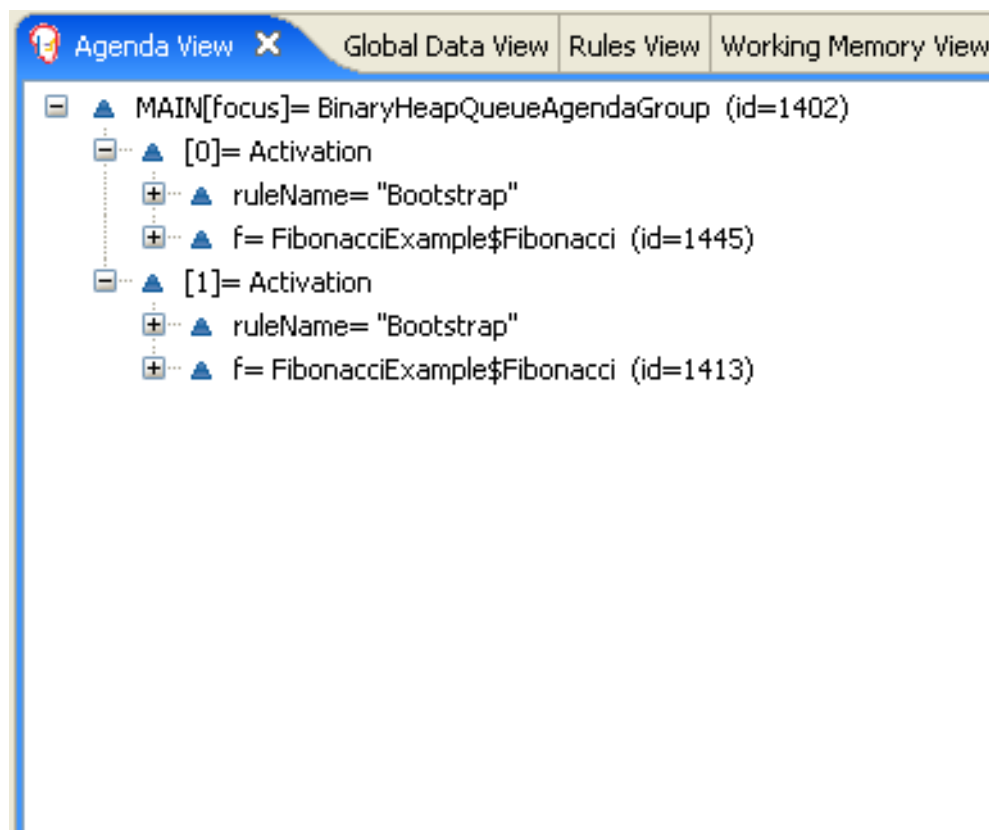 Agenda View Global Data View Rules View Working Memory View
MAIN[focus]= BinaryHeapQueueAgendaGroup (id=1402)
[0]= Activation
ruleName= "Bootstrap"
f= FibonacciExample$Fibonacci (id=1445)
[1]= Activation
ruleName= "Bootstrap"
f= FibonacciExample$Fibonacci (id=1413)